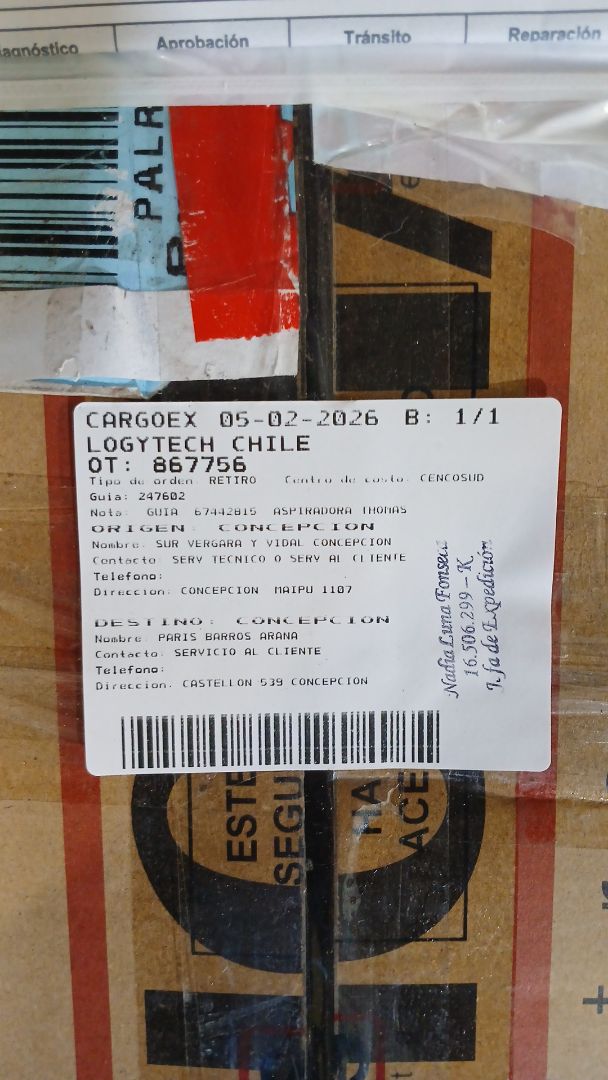 Aprobación
Tránsito
Reparación
PALR
CARGOEX 05-02-2026 B: 1/1
LOGYTECH CHILE
OT: 867756
Tipo de orden: RETIRO Centro de costo: CENCOSUD
Guia: 247602
Nota: GUIA 67442815 ASPIRADORA THOMAS
ORIGEN: CONCEPCION
Nombre: SUR VERGARA Y VIDAL CONCEPCION
Contacto: SERV TECNICO O SERV AL CLIENTE
Telefono:
Direccion: CONCEPCION MAIPU 1107
DESTINO: CONCEPCION
Nombre: PARIS BARROS ARANA
Contacto: SERVICIO AL CLIENTE
Telefono:
Direccion: CASTELLON 539 CONCEPCION
Nadia Luna Fonseca
16.506.299-K
de Expedición
ESTE
SEGU
HA
ACE